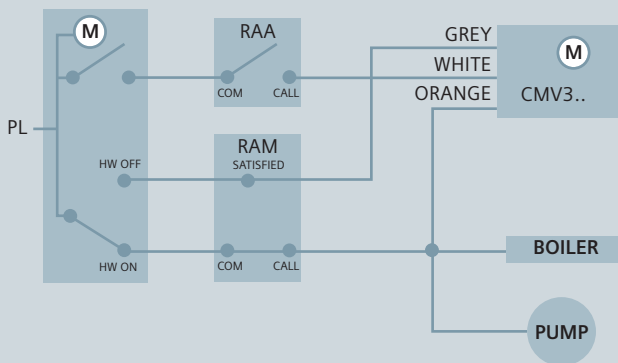 M
RAA
COM CALL
GREY
WHITE
ORANGE
M
CMV3..
PL
HW OFF
HW ON
RAM
SATISFIED
COM CALL
BOILER
PUMP